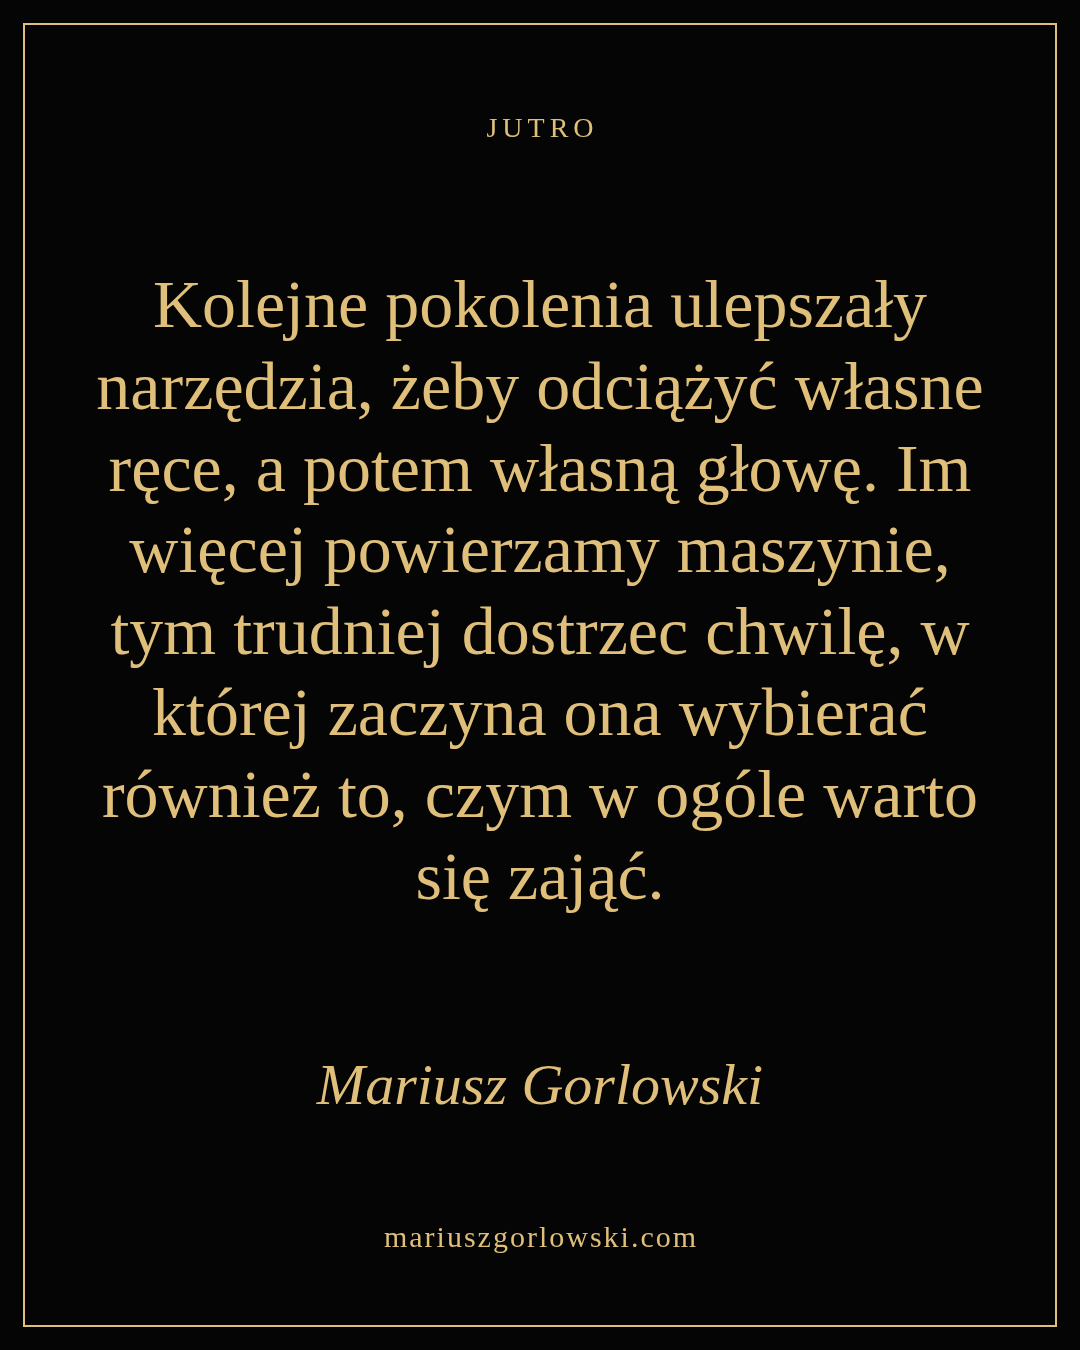 JUTRO
Kolejne pokolenia ulepszały
narzędzia, żeby odciążyć własne
ręce, a potem własną głowę. Im
więcej powierzamy maszynie,
tym trudniej dostrzec chwilę, w
której zaczyna ona wybierać
również to, czym w ogóle warto
się zająć.
Mariusz Gorlowski
mariuszgorlowski.com